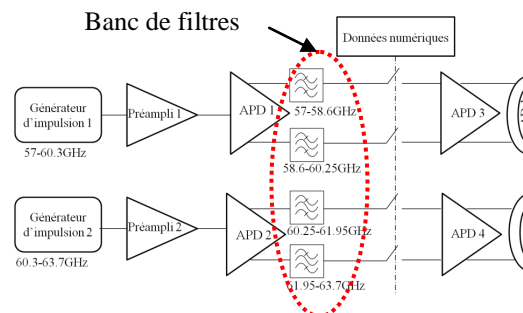 Banc de filtres
Données numériques
Générateur
d'impulsion 1
Préampli 1
APD 1
57-58.6GHz
APD 3
57-60.3GHz
58.6-60.25GHz
Générateur
d'impulsion 2
Préampli 2
APD 2
60.25-61.95GHz
APD 4
60.3-63.7GHz
61.95-63.7GHz